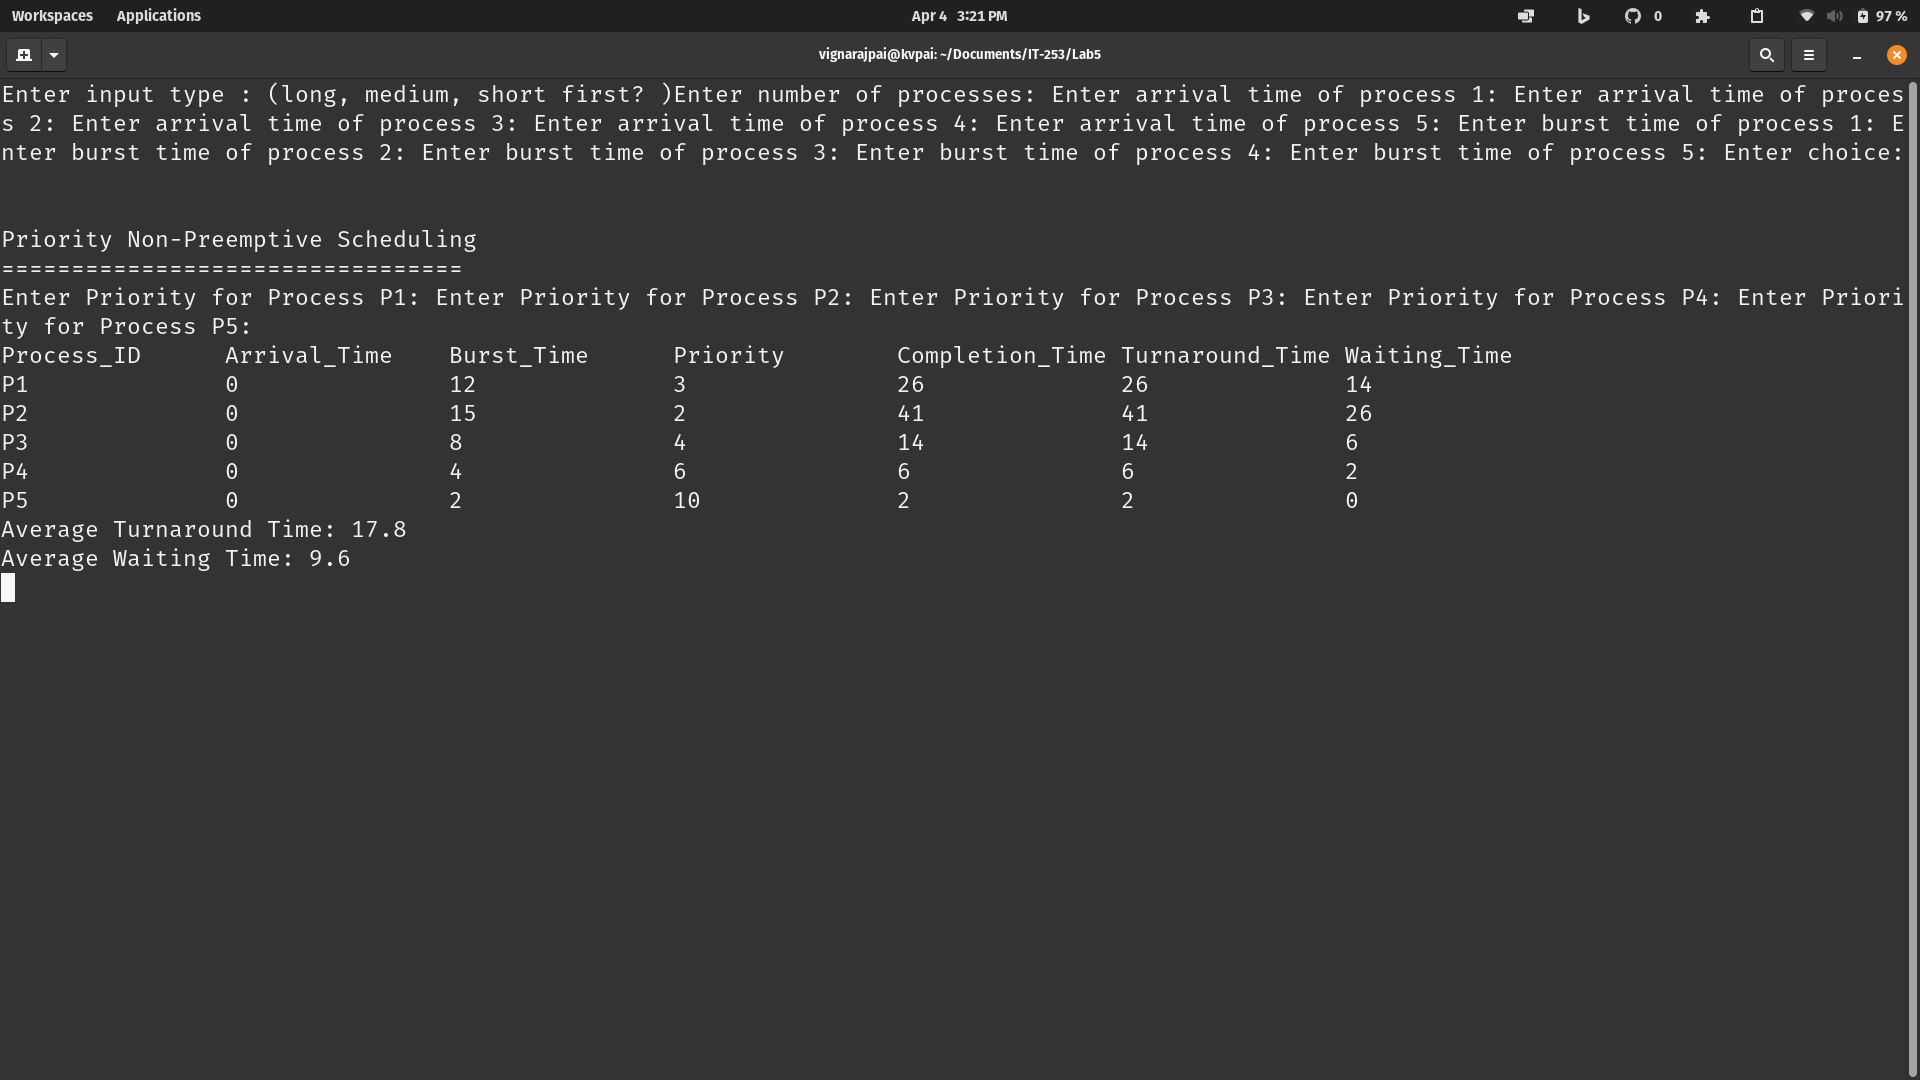 Workspaces Applications Apr 4 3:21 PM 0 97 %
vignarajpai@kvpai: ~/Documents/IT-253/Lab5
Enter input type : (long, medium, short first? )Enter number of processes: Enter arrival time of process 1: Enter arrival time of proces
s 2: Enter arrival time of process 3: Enter arrival time of process 4: Enter arrival time of process 5: Enter burst time of process 1: E
nter burst time of process 2: Enter burst time of process 3: Enter burst time of process 4: Enter burst time of process 5: Enter choice:
Priority Non-Preemptive Scheduling
=================================
Enter Priority for Process P1: Enter Priority for Process P2: Enter Priority for Process P3: Enter Priority for Process P4: Enter Priori
ty for Process P5:
Process_ID Arrival_Time Burst_Time Priority Completion_Time Turnaround_Time Waiting_Time
P1 0 12 3 26 26 14
P2 0 15 2 41 41 26
P3 0 8 4 14 14 6
P4 0 4 6 6 6 2
P5 0 2 10 2 2 0
Average Turnaround Time: 17.8
Average Waiting Time: 9.6